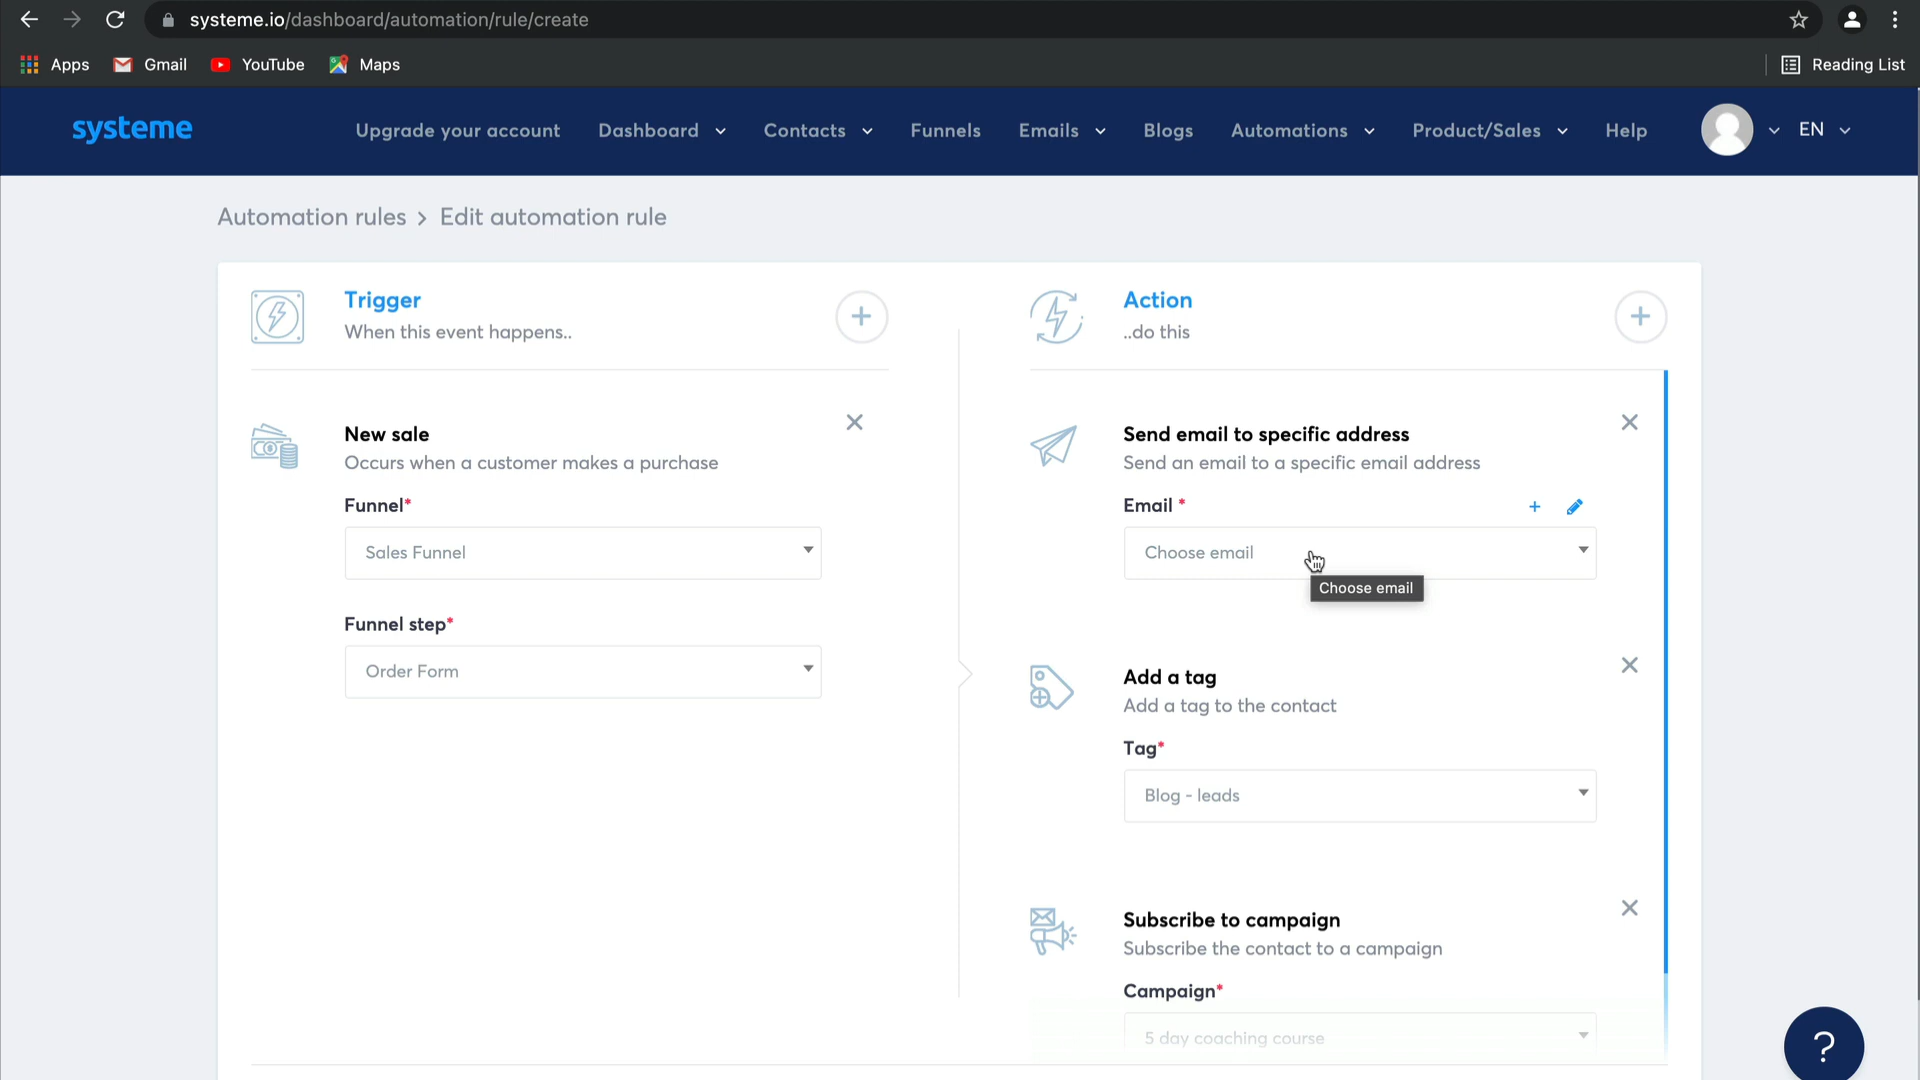 systeme.io/dashboard/automation/rule/create
Apps Gmail YouTube Maps Reading List
systeme Upgrade your account Dashboard Contacts Funnels Emails Blogs Automations Product/Sales Help EN
Automation rules > Edit automation rule
Trigger
When this event happens..
New sale
Occurs when a customer makes a purchase
Funnel*
Sales Funnel
Funnel step*
Order Form
Action
..do this
Send email to specific address
Send an email to a specific email address
Email *
Choose email
Choose email
Add a tag
Add a tag to the contact
Tag*
Blog - leads
Subscribe to campaign
Subscribe the contact to a campaign
Campaign*
5 day coaching course
?